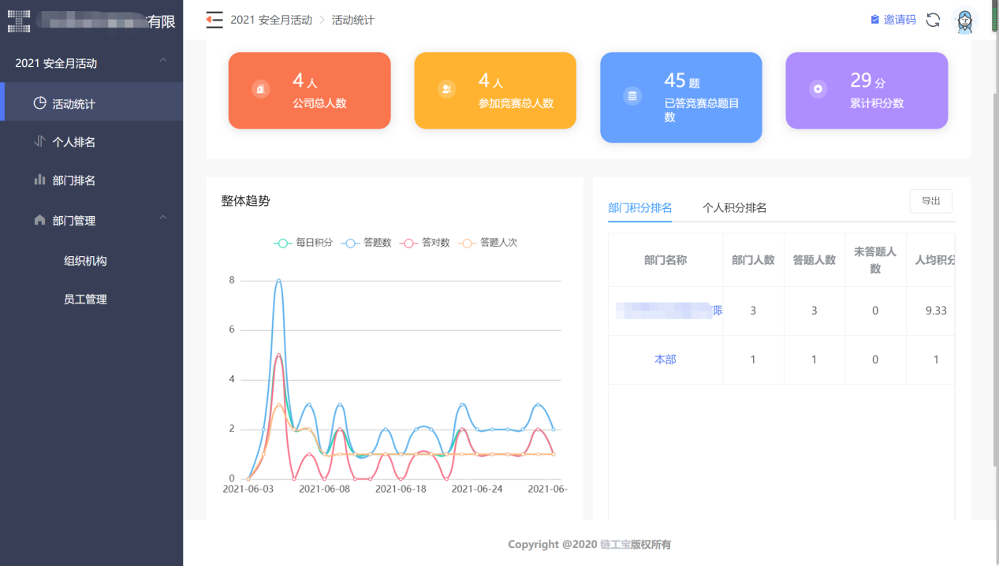 有限
2021 安全月活动
活动统计
个人排名
部门排名
部门管理
组织机构
员工管理
2021 安全月活动 > 活动统计
邀请码
4 人
公司总人数
4 人
参加竞赛总人数
45 题
已答竞赛总题目
数
29 分
累计积分数
整体趋势
每日积分 答题数 答对数 答题人次
8
6
4
2
0
2021-06-03 2021-06-08 2021-06-18 2021-06-24 2021-06-
部门积分排名 个人积分排名 导出
部门名称 部门人数 答题人数 未答题人数 人均积分
限 3 3 0 9.33
本部 1 1 0 1
Copyright @2020 链工宝版权所有